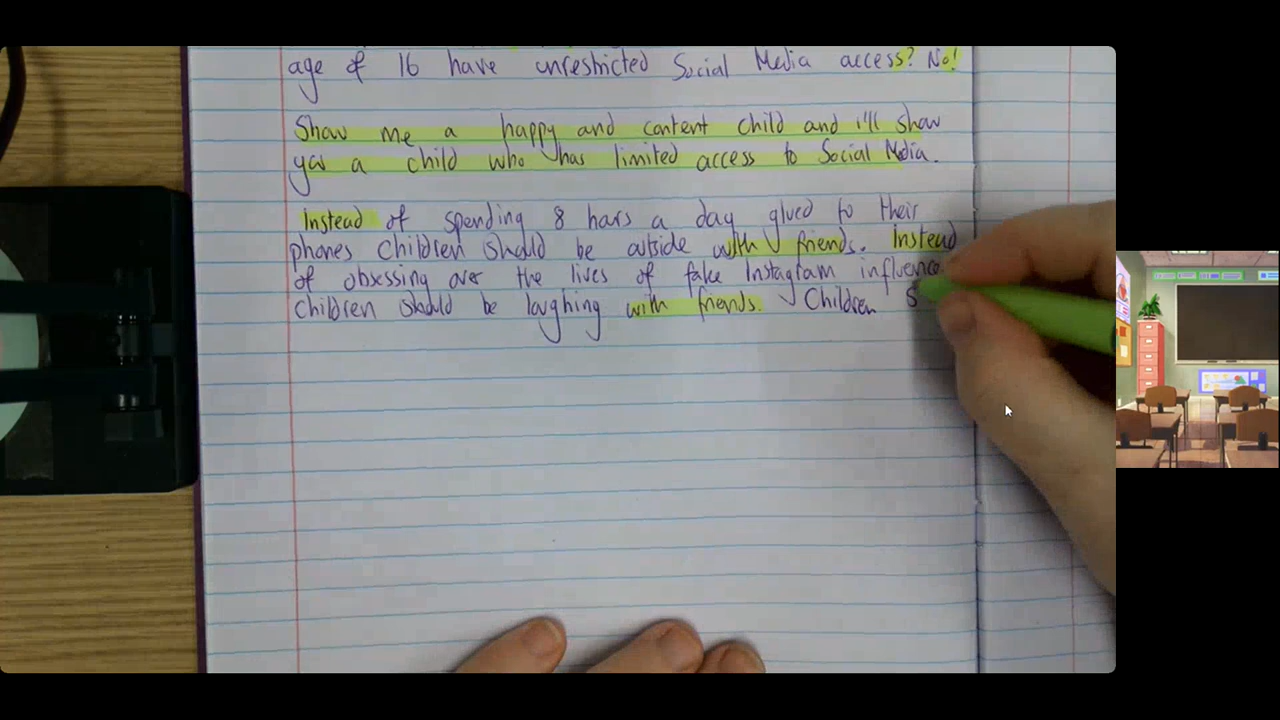 age of 16 have unrestricted Social Media access? No!
Show me a happy and content child and i'll show
you a child who has limited access to Social Media.
Instead of spending 8 hours a day glued to their
phones children should be outside with friends. Instead
of obsessing over the lives of fake Instagram influence
children should be laughing with friends. Children s